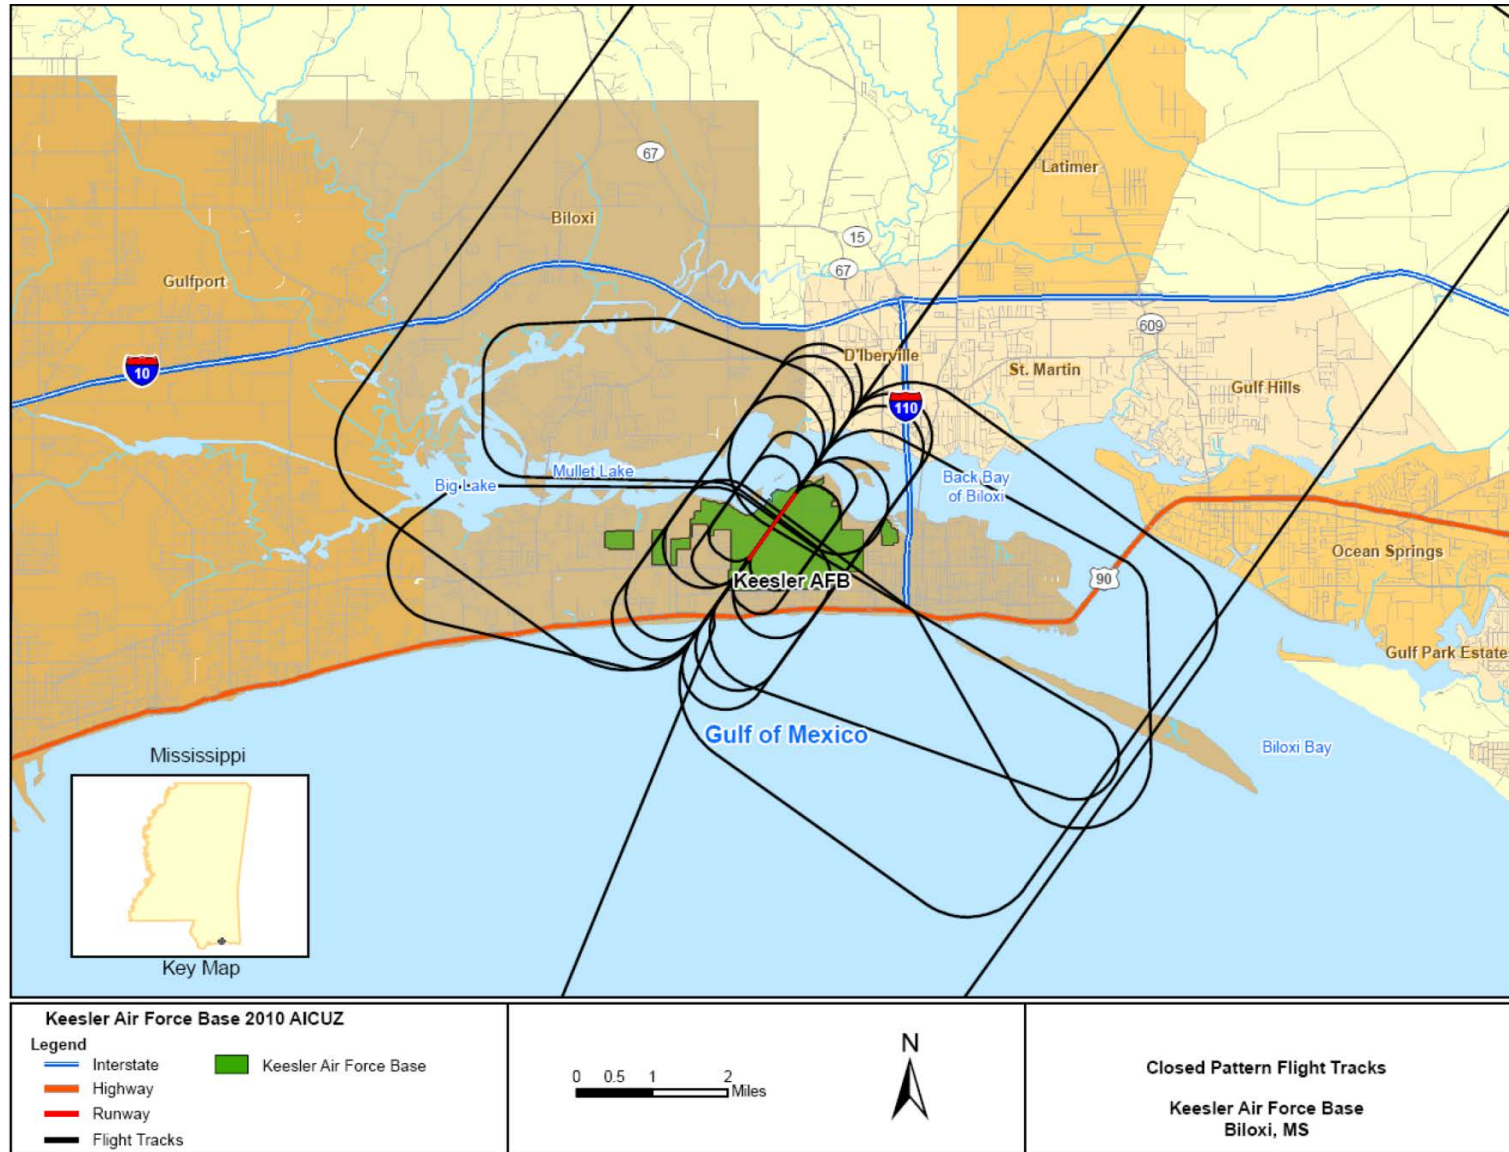 67
Latimer
Biloxi
15
67
Gulfport
609
D'Iberville
10
St. Martin
Gulf Hills
110
Mullet Lake
Big Lake
Back Bay
of Biloxi
Ocean Springs
Keesler AFB
90
Gulf Park Estate
Gulf of Mexico
Biloxi Bay
Mississippi
Key Map
Keesler Air Force Base 2010 AICUZ
Legend
Interstate
Keesler Air Force Base
Highway
Runway
Flight Tracks
0 0.5 1 2
Miles
N
Closed Pattern Flight Tracks
Keesler Air Force Base
Biloxi, MS